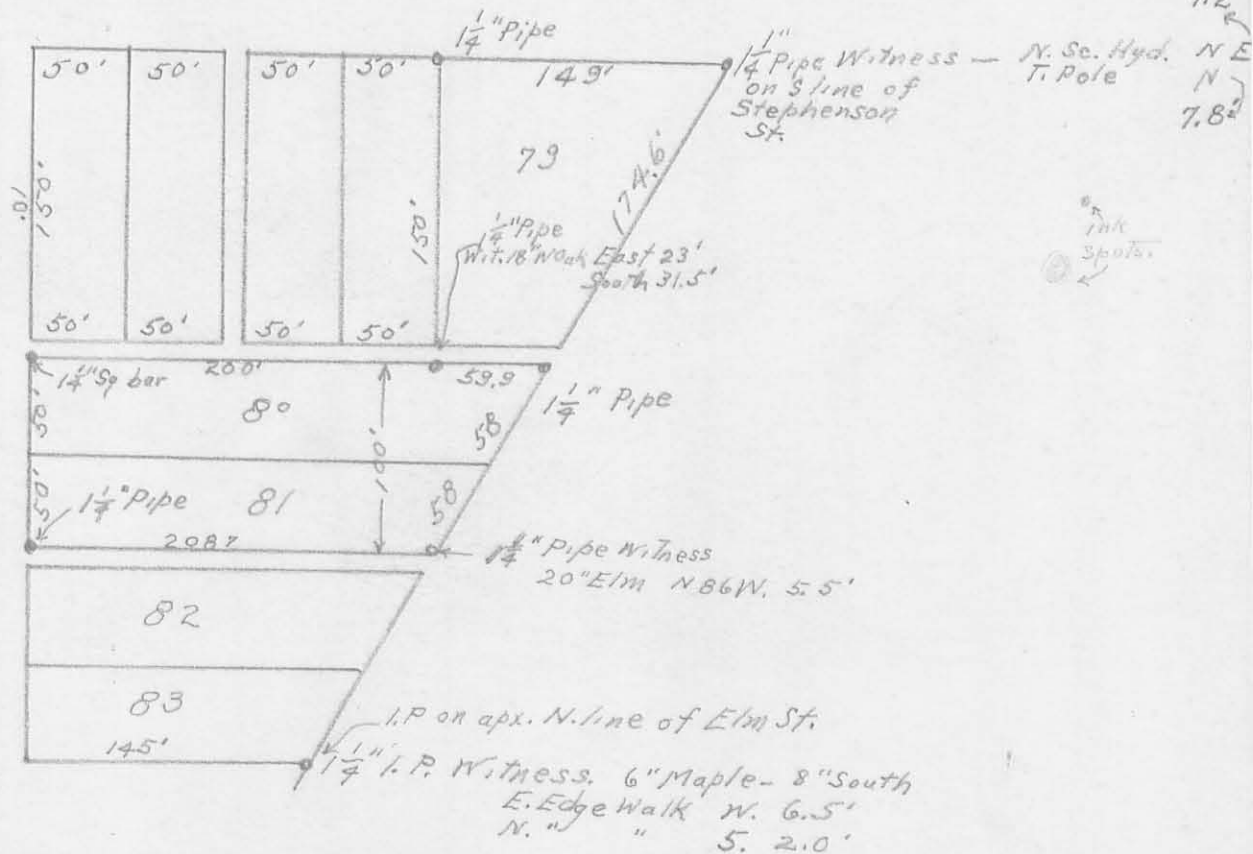 1 1/4" Pipe
50' 50' 50' 50' 149'
1 1/4" Pipe Witness — N. Sc. Hyd. N E
on S line of T. Pole N
Stephenson 7.8'
St.
79
174.6'
.01
150'
150'
1 1/4" Pipe
Wit. 18" W Oak East 23'
South 31.5'
ink
spots.
50' 50' 50' 50'
200' 59.9
1 1/4" Sq bar
1 1/4" Pipe
50' 80 58
100'
50' 1 1/4" Pipe 81 58
2087
1 1/4" Pipe Witness
20" Elm N 86 W. 5.5'
82
83
I.P on apx. N. line of Elm St.
145'
1 1/4" I.P. Witness. 6" Maple - 8" South
E. Edge Walk W. 6.5'
N. " " S. 2.0'